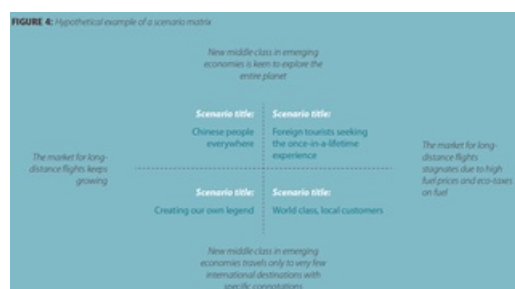 FIGURE 4: Hypothetical example of a scenario matrix
New middle class in emerging
economies is keen to explore the
entire planet
Scenario title:
Chinese people
everywhere
Scenario title:
Foreign tourists seeking
the once-in-a-lifetime
experience
The market for long-
distance flights keeps
growing
The market for long-
distance flights
stagnates due to high
fuel prices and eco-taxes
on fuel
Scenario title:
Creating our own legend
Scenario title:
World class, local customers
New middle class in emerging
economies travels only to very few
international destinations with
specific connotations